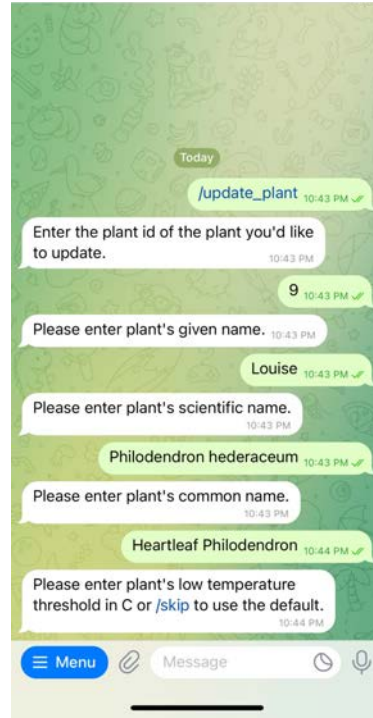 Today
/update_plant 10:43 PM
Enter the plant id of the plant you'd like
to update.
10:43 PM
9 10:43 PM
Please enter plant's given name. 10:43 PM
Louise 10:43 PM
Please enter plant's scientific name.
10:43 PM
Philodendron hederaceum 10:43 PM
Please enter plant's common name.
10:43 PM
Heartleaf Philodendron 10:44 PM
Please enter plant's low temperature
threshold in C or /skip to use the default.
10:44 PM
Menu Message